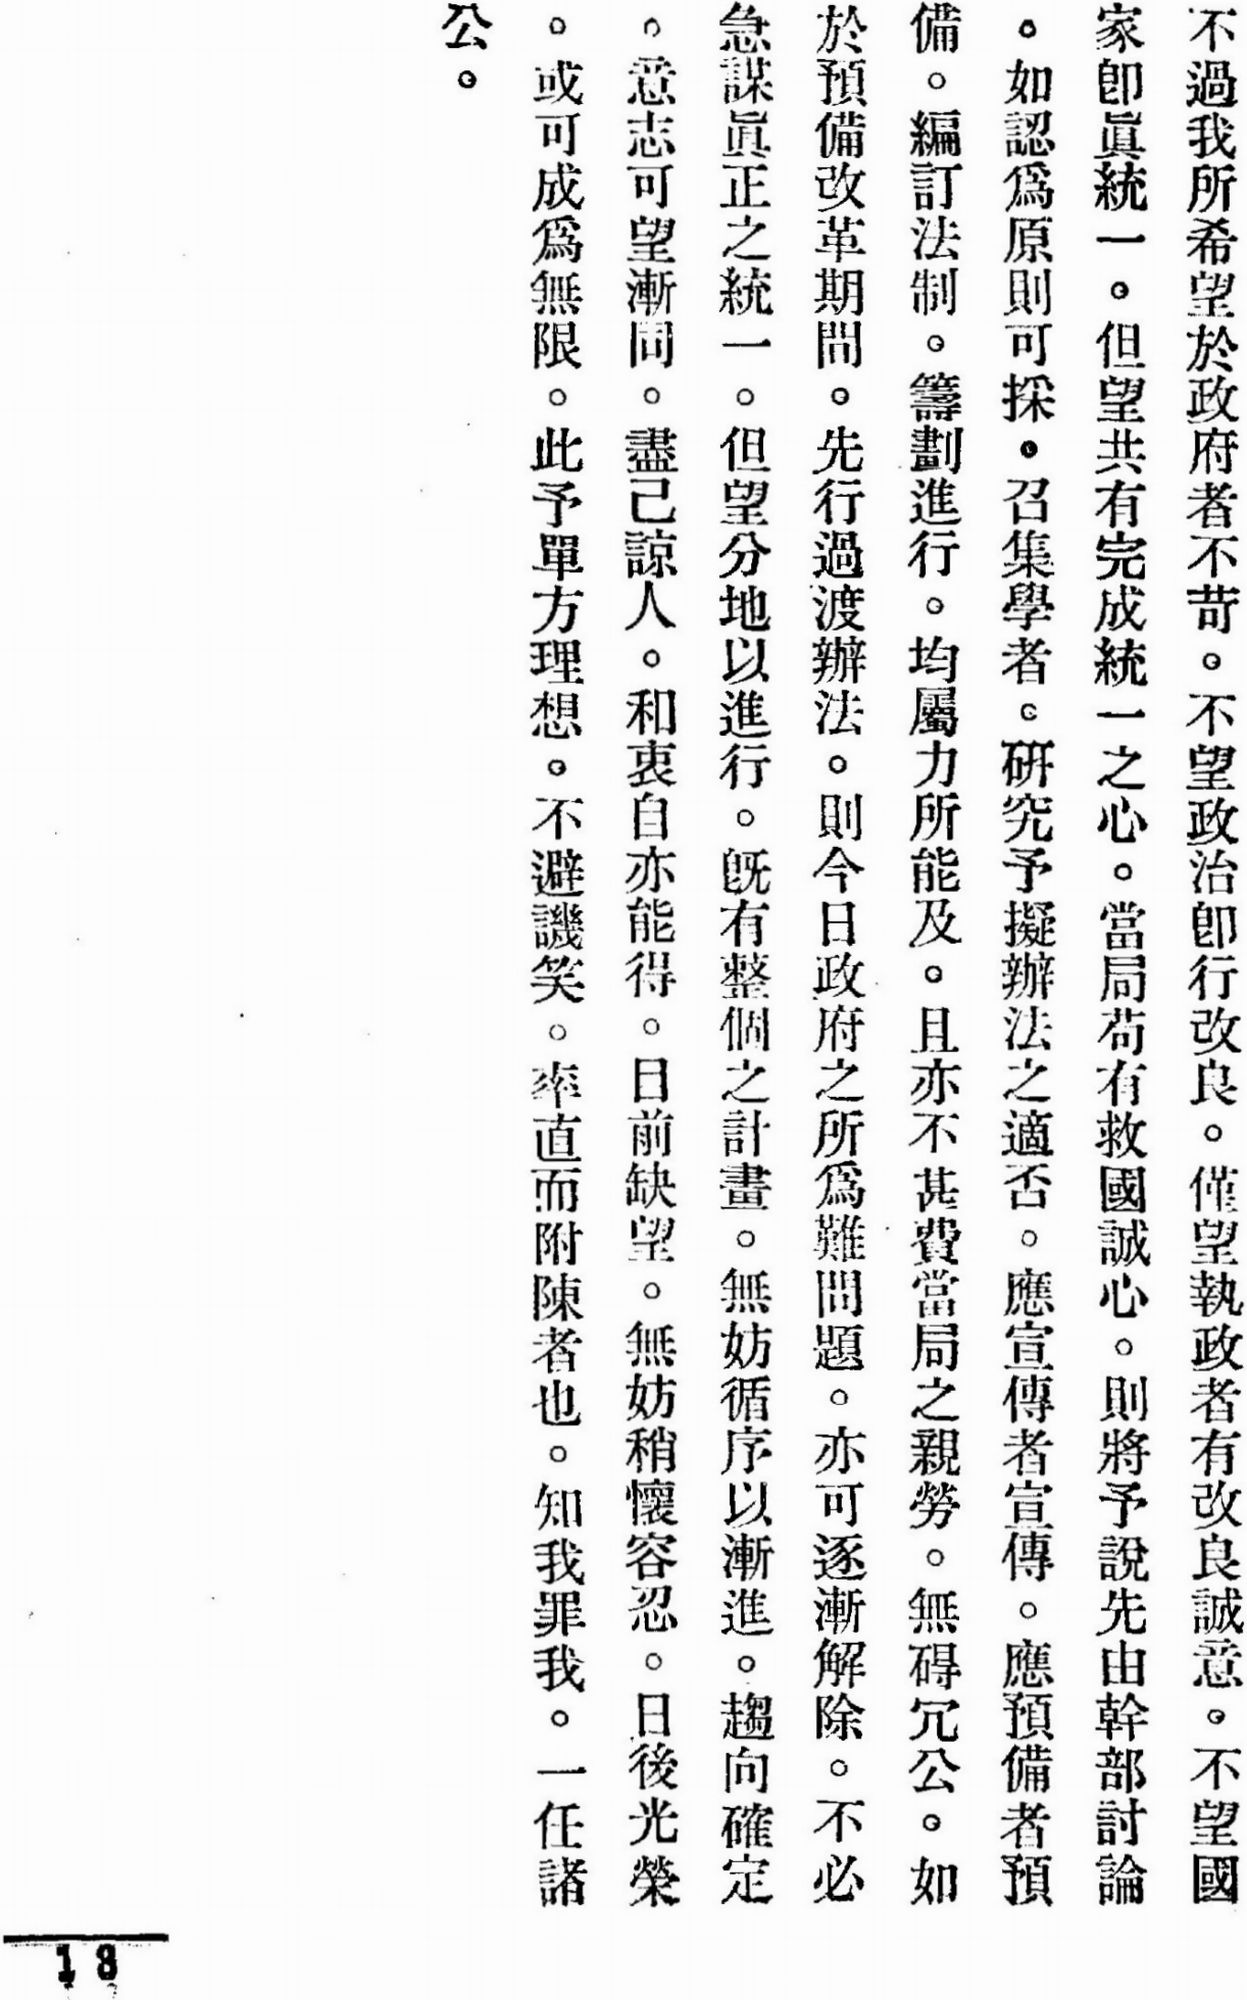 不過我所希望於政府者不苛。不望政治卽行改良。僅望執政者有改良誠意。不望國
家卽眞統一。但望共有完成統一之心。當局苟有救國誠心。則將予說先由幹部討論
。如認爲原則可採。召集學者。硏究予擬辦法之適否。應宣傳者宣傳。應預備者預
備。編訂法制。籌劃進行。均屬力所能及。且亦不甚費當局之親勞。無碍冗公。如
於預備改革期間。先行過渡辦法。則今日政府之所爲難問題。亦可逐漸解除。不必
急謀眞正之統一。但望分地以進行。旣有整個之計畫。無妨循序以漸進。趨向確定
。意志可望漸同。盡己諒人。和衷自亦能得。日前缺望。無妨稍懷容忍。日後光榮
。或可成爲無限。此予單方理想。不避譏笑。率直而附陳者也。知我罪我。一任諸
公。
18